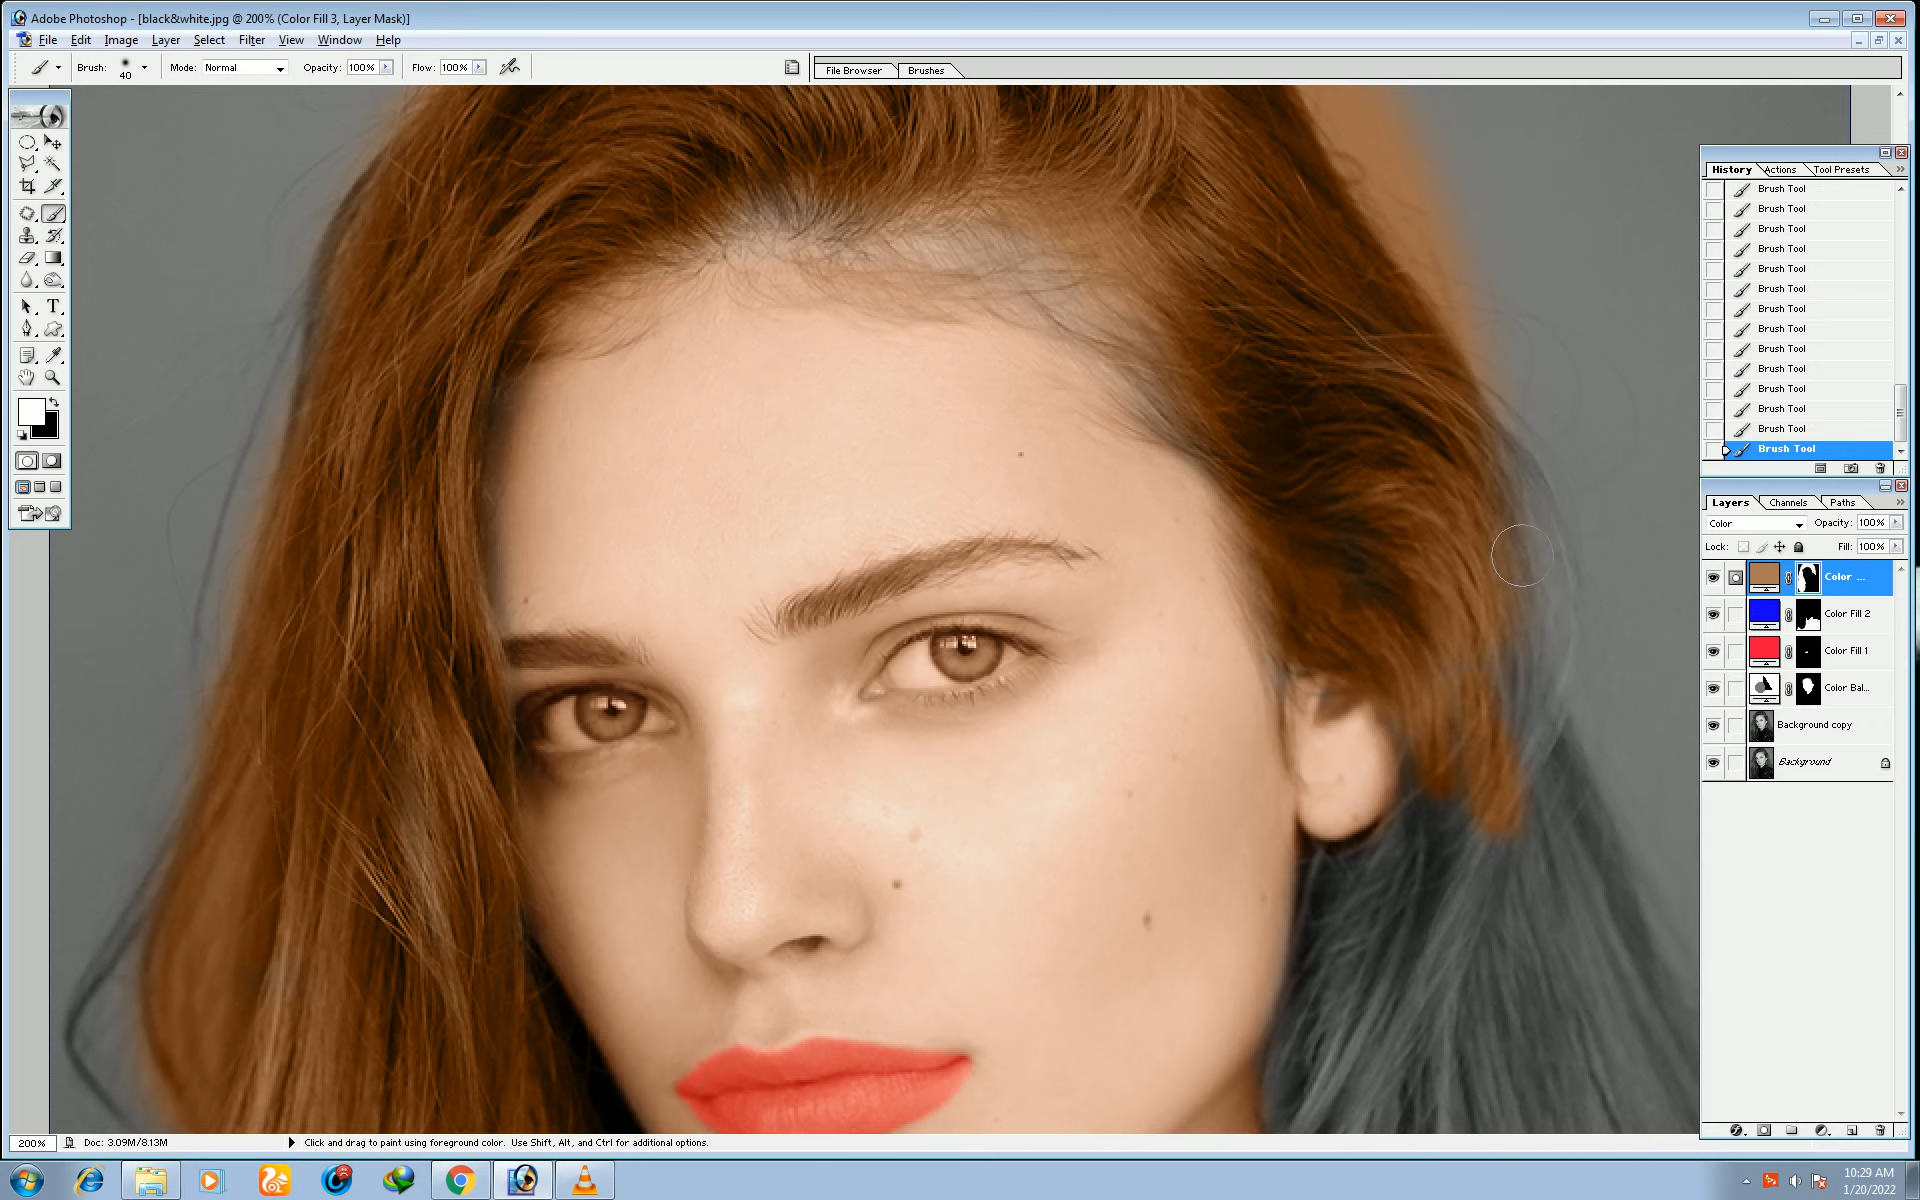 Adobe Photoshop - [black&white.jpg @ 200% (Color Fill 3, Layer Mask)]
File Edit Image Layer Select Filter View Window Help
Brush: 40 Mode: Normal Opacity: 100% Flow: 100% File Browser Brushes
History Actions Tool Presets
Brush Tool
Brush Tool
Brush Tool
Brush Tool
Brush Tool
Brush Tool
Brush Tool
Brush Tool
Brush Tool
Brush Tool
Brush Tool
Brush Tool
Brush Tool
Brush Tool
Layers Channels Paths
Color Opacity: 100%
Lock: Fill: 100%
Color ...
Color Fill 2
Color Fill 1
Color Bal...
Background copy
Background
200% Doc: 3.09M/8.13M Click and drag to paint using foreground color. Use Shift, Alt, and Ctrl for additional options.
10:29 AM
1/20/2022